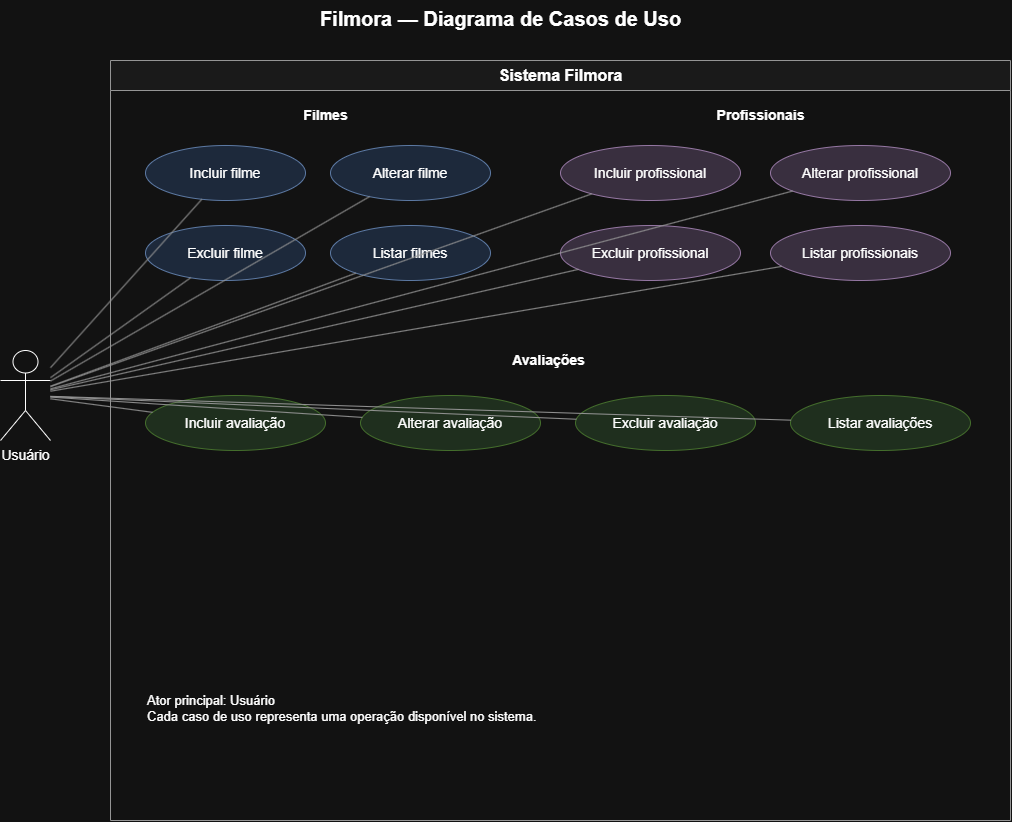 Filmora — Diagrama de Casos de Uso
Sistema Filmora
Filmes
Profissionais
Incluir filme
Alterar filme
Incluir profissional
Alterar profissional
Excluir filme
Listar filmes
Excluir profissional
Listar profissionais
Avaliações
Incluir avaliação
Alterar avaliação
Excluir avaliação
Listar avaliações
Usuário
Ator principal: Usuário
Cada caso de uso representa uma operação disponível no sistema.